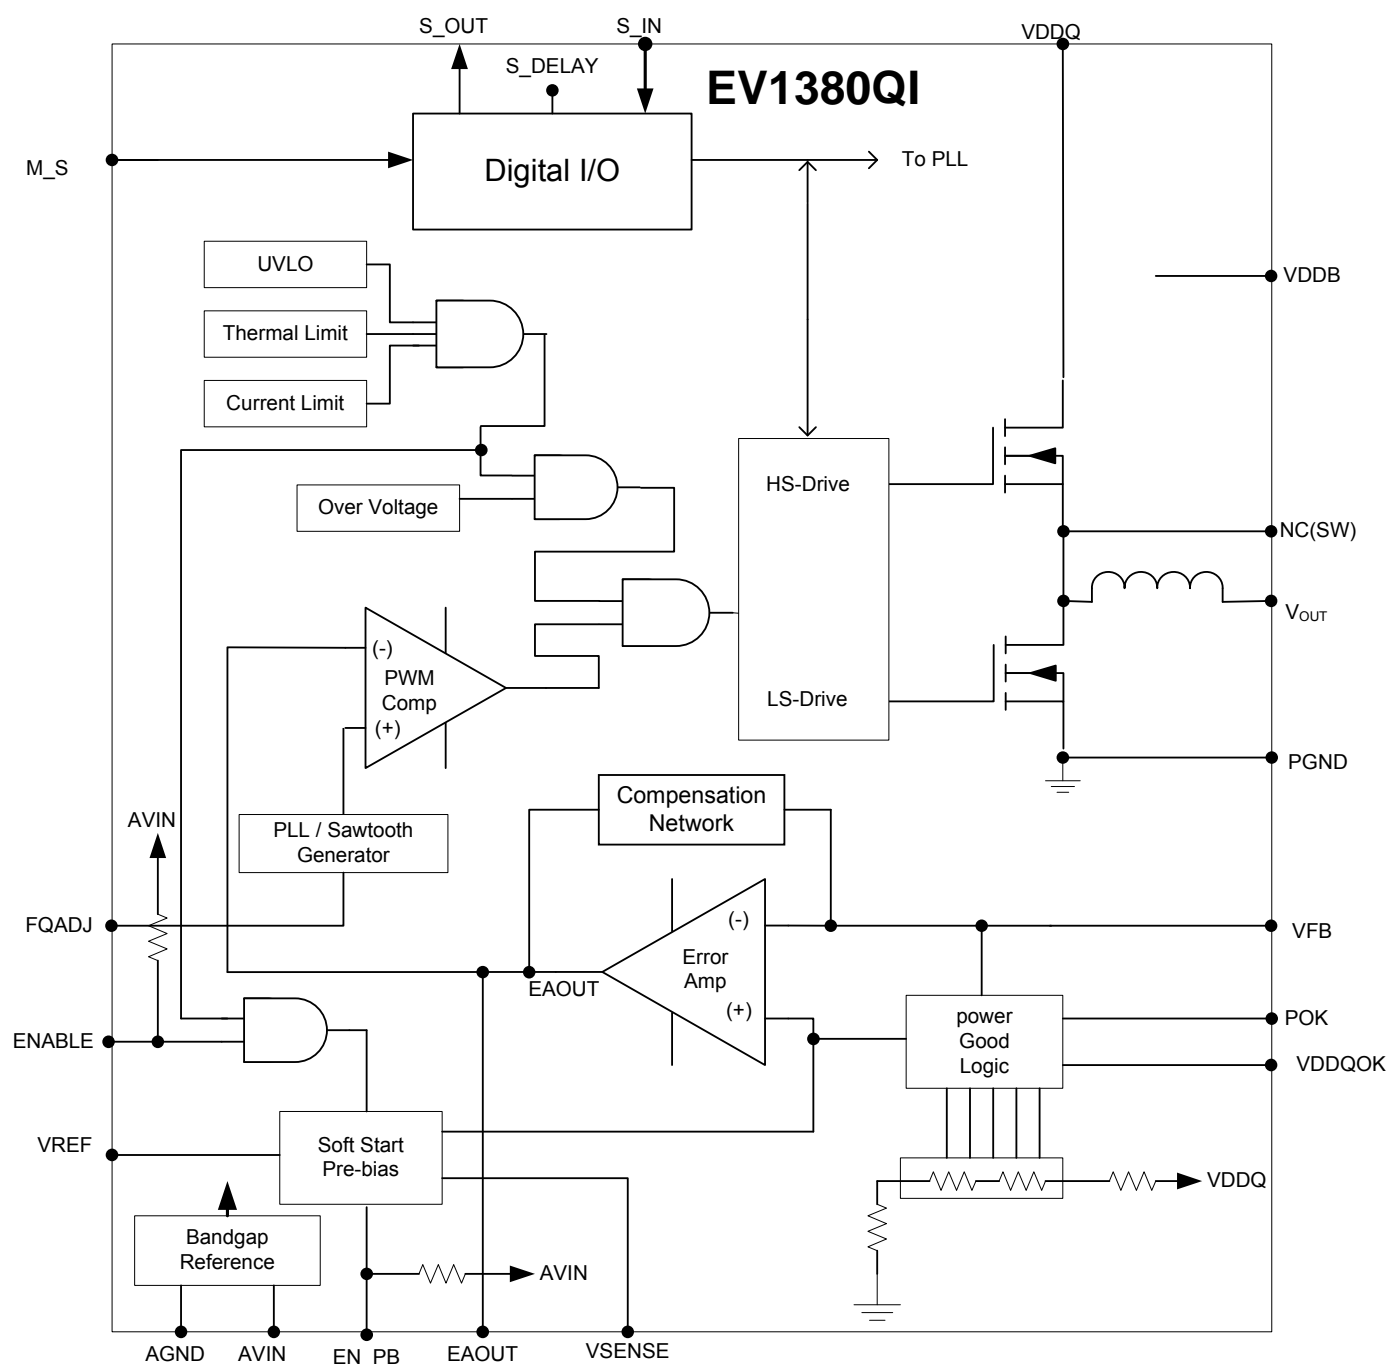 S_OUT
S_IN
VDDQ
S_DELAY
EV1380QI
M_S
Digital I/O
To PLL
UVLO
VDDB
Thermal Limit
Current Limit
HS-Drive
Over Voltage
NC(SW)
VOUT
(-)
PWM
Comp
(+)
LS-Drive
PGND
AVIN
PLL / Sawtooth
Generator
Compensation
Network
FQADJ
(-)
VFB
Error
Amp
EAOUT
(+)
power
Good
Logic
POK
ENABLE
VDDQOK
VREF
Soft Start
Pre-bias
VDDQ
Bandgap
Reference
AVIN
AGND
AVIN
EN_PB
EAOUT
VSENSE